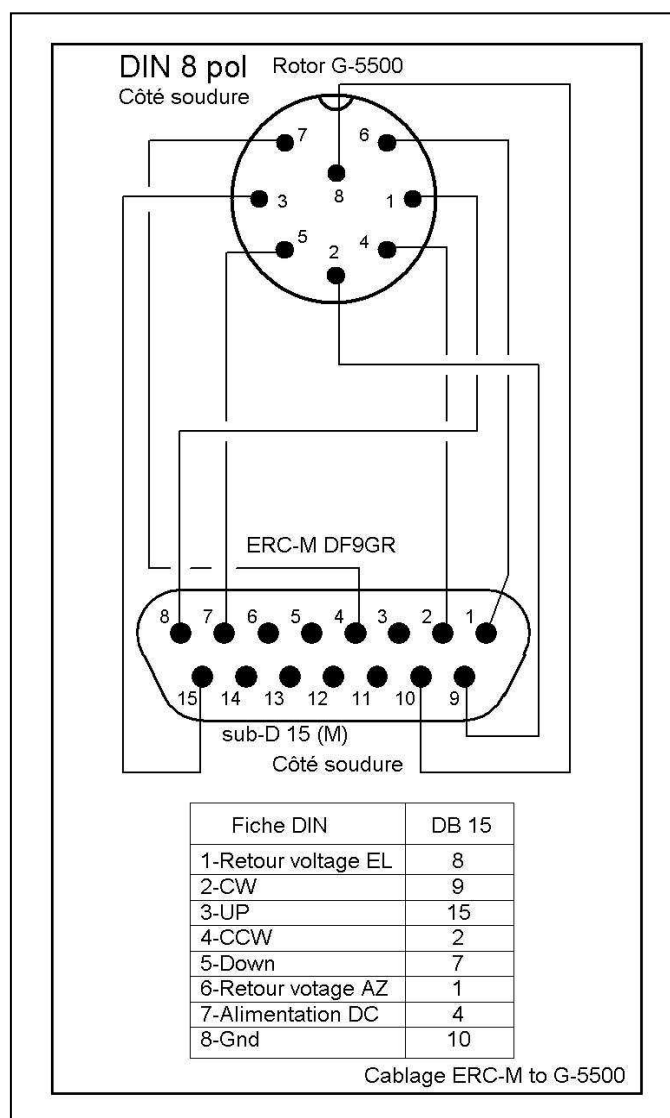 DIN 8 pol Rotor G-5500
Côté soudure
7 6
8
3 1
5 2 4
ERC-M DF9GR
8 7 6 5 4 3 2 1
15 14 13 12 11 10 9
sub-D 15 (M)
Côté soudure
Fiche DIN DB 15
1-Retour voltage EL 8
2-CW 9
3-UP 15
4-CCW 2
5-Down 7
6-Retour votage AZ 1
7-Alimentation DC 4
8-Gnd 10
Cablage ERC-M to G-5500